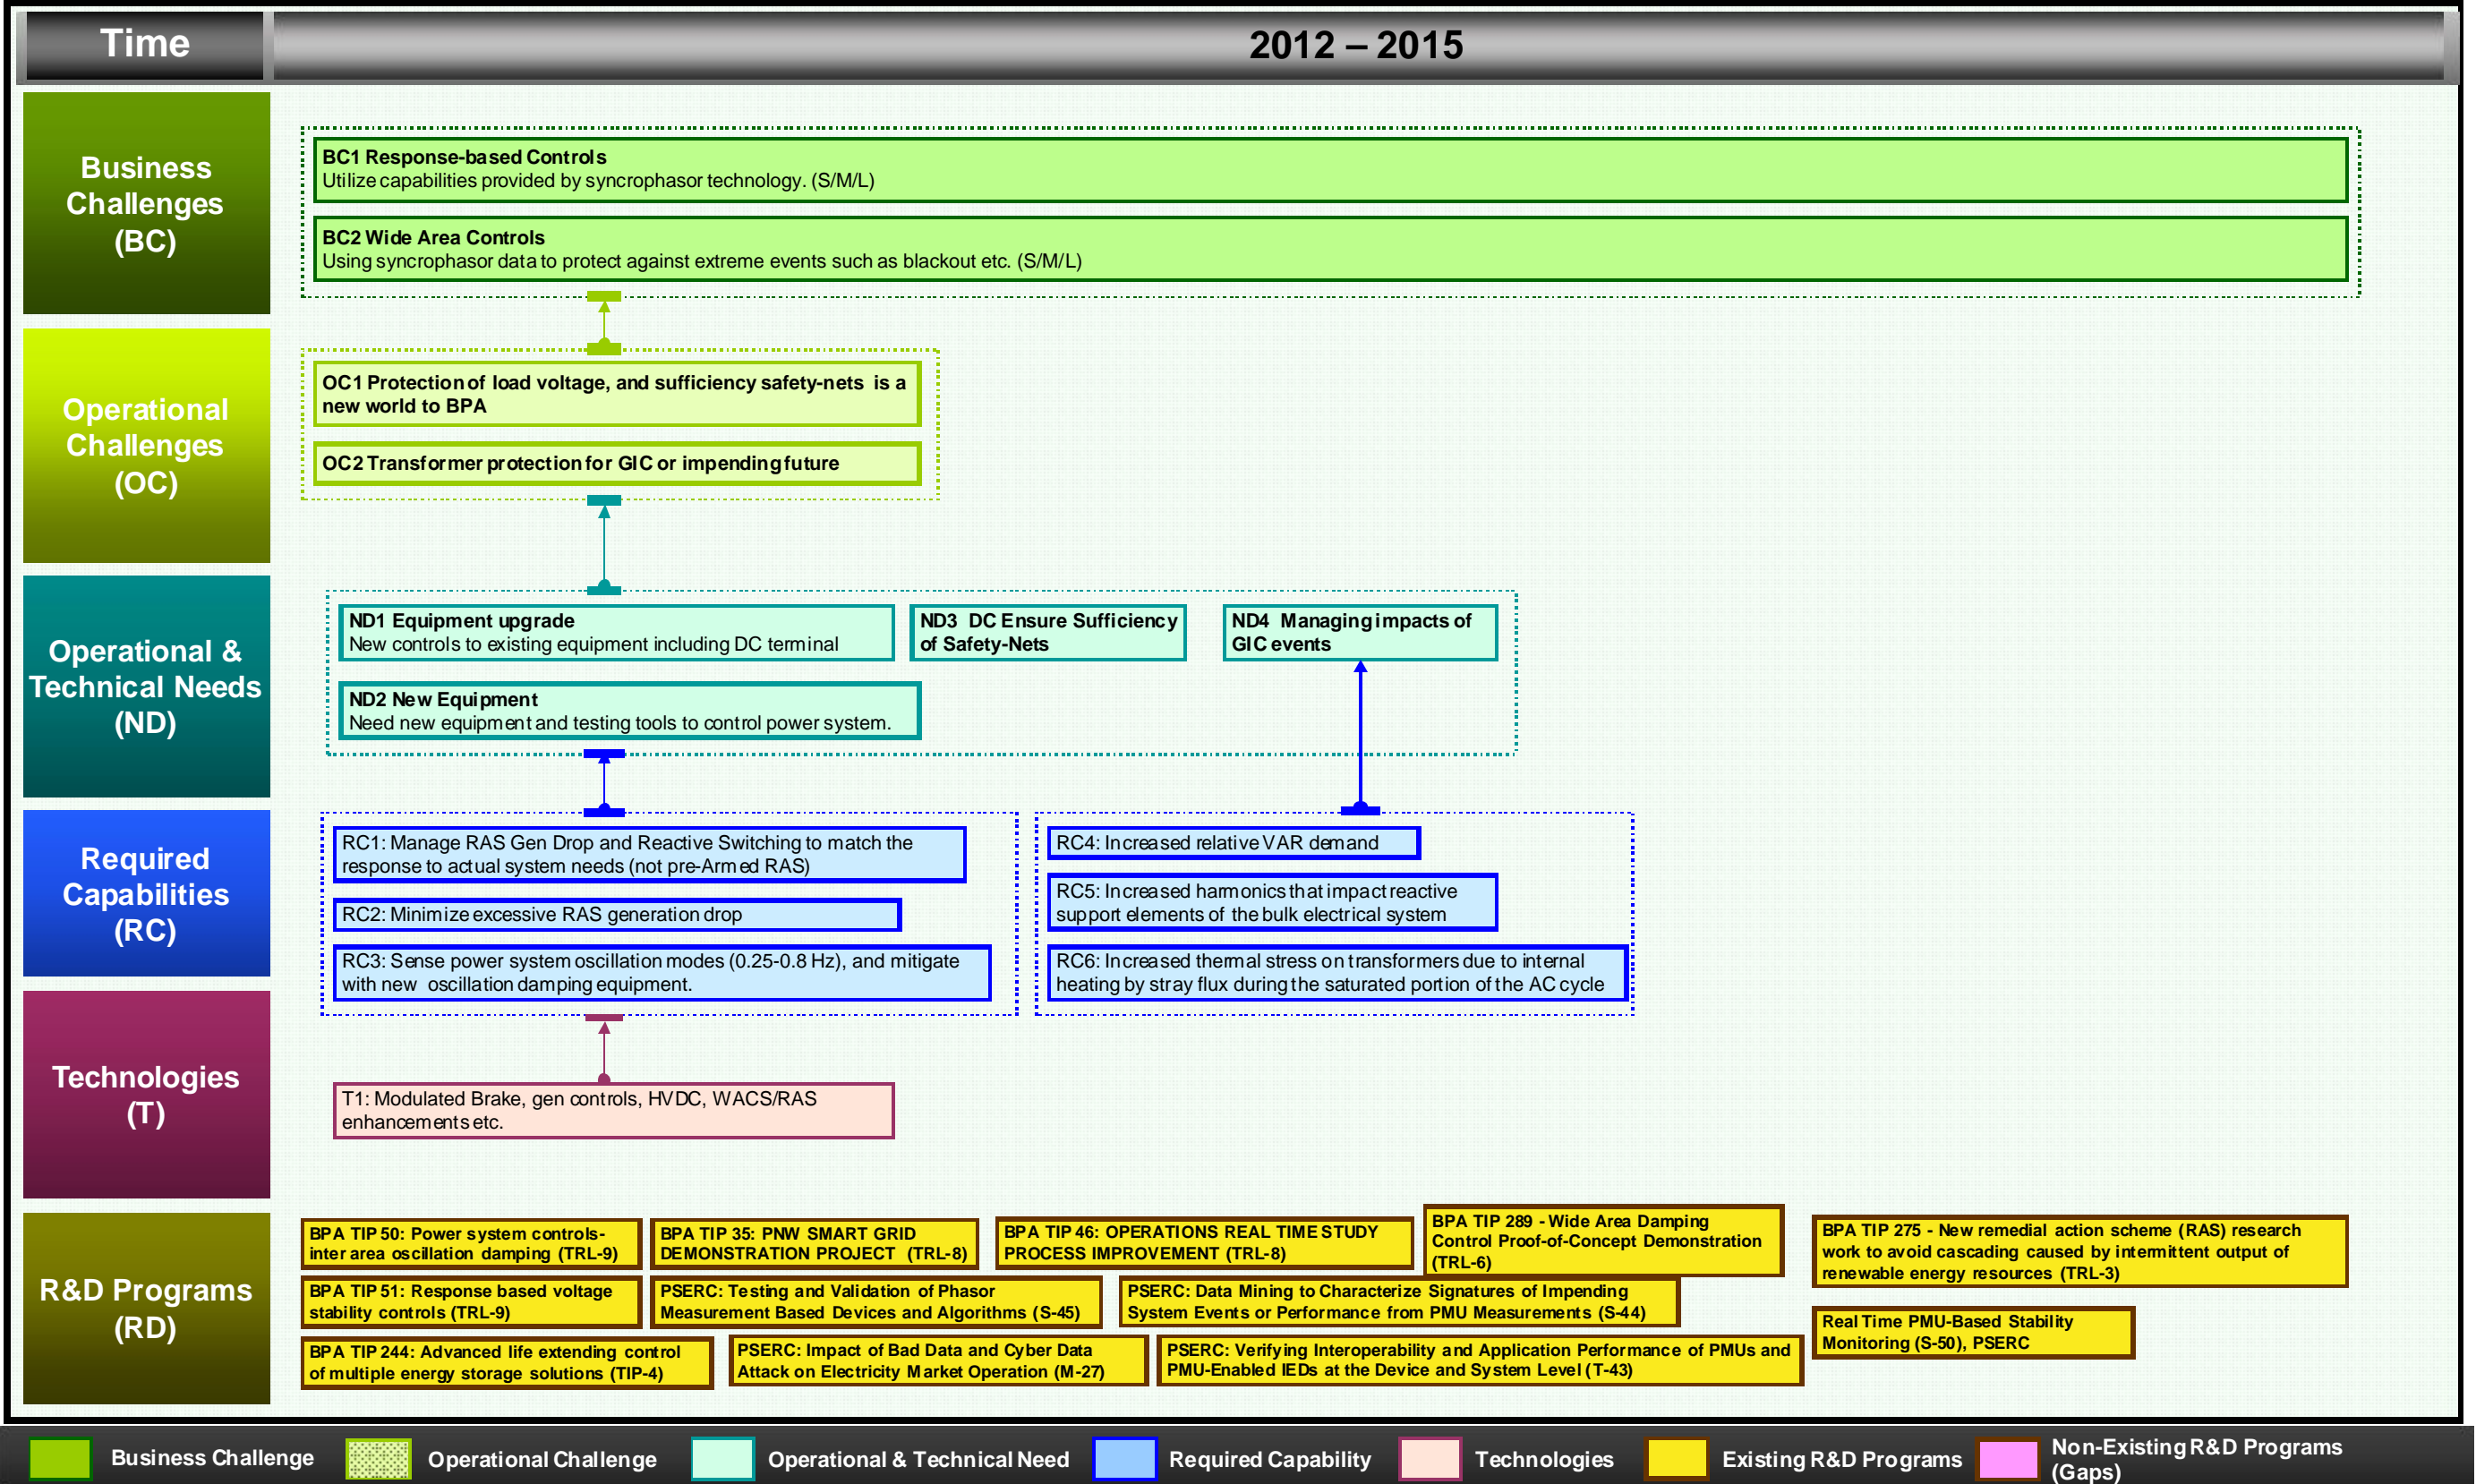 Time
2012 – 2015
Business
Challenges
(BC)
BC1 Response-based Controls
Utilize capabilities provided by syncrophasor technology. (S/M/L)
BC2 Wide Area Controls
Using syncrophasor data to protect against extreme events such as blackout etc. (S/M/L)
Operational
Challenges
(OC)
OC1 Protection of load voltage, and sufficiency safety-nets is a
new world to BPA
OC2 Transformer protection for GIC or impending future
Operational &
Technical Needs
(ND)
ND1 Equipment upgrade
New controls to existing equipment including DC terminal
ND3 DC Ensure Sufficiency
of Safety-Nets
ND4 Managing impacts of
GIC events
ND2 New Equipment
Need new equipment and testing tools to control power system.
Required
Capabilities
(RC)
RC1: Manage RAS Gen Drop and Reactive Switching to match the
response to actual system needs (not pre-Armed RAS)
RC2: Minimize excessive RAS generation drop
RC3: Sense power system oscillation modes (0.25-0.8 Hz), and mitigate
with new oscillation damping equipment.
RC4: Increased relative VAR demand
RC5: Increased harmonics that impact reactive
support elements of the bulk electrical system
RC6: Increased thermal stress on transformers due to internal
heating by stray flux during the saturated portion of the AC cycle
Technologies
(T)
T1: Modulated Brake, gen controls, HVDC, WACS/RAS
enhancements etc.
R&D Programs
(RD)
BPA TIP 50: Power system controls-
inter area oscillation damping (TRL-9)
BPA TIP 35: PNW SMART GRID
DEMONSTRATION PROJECT (TRL-8)
BPA TIP 46: OPERATIONS REAL TIME STUDY
PROCESS IMPROVEMENT (TRL-8)
BPA TIP 289 - Wide Area Damping
Control Proof-of-Concept Demonstration
(TRL-6)
BPA TIP 275 - New remedial action scheme (RAS) research
work to avoid cascading caused by intermittent output of
renewable energy resources (TRL-3)
BPA TIP 51: Response based voltage
stability controls (TRL-9)
PSERC: Testing and Validation of Phasor
Measurement Based Devices and Algorithms (S-45)
PSERC: Data Mining to Characterize Signatures of Impending
System Events or Performance from PMU Measurements (S-44)
Real Time PMU-Based Stability
Monitoring (S-50), PSERC
BPA TIP 244: Advanced life extending control
of multiple energy storage solutions (TIP-4)
PSERC: Impact of Bad Data and Cyber Data
Attack on Electricity Market Operation (M-27)
PSERC: Verifying Interoperability and Application Performance of PMUs and
PMU-Enabled IEDs at the Device and System Level (T-43)
Business Challenge
Operational Challenge
Operational & Technical Need
Required Capability
Technologies
Existing R&D Programs
Non-Existing R&D Programs
(Gaps)